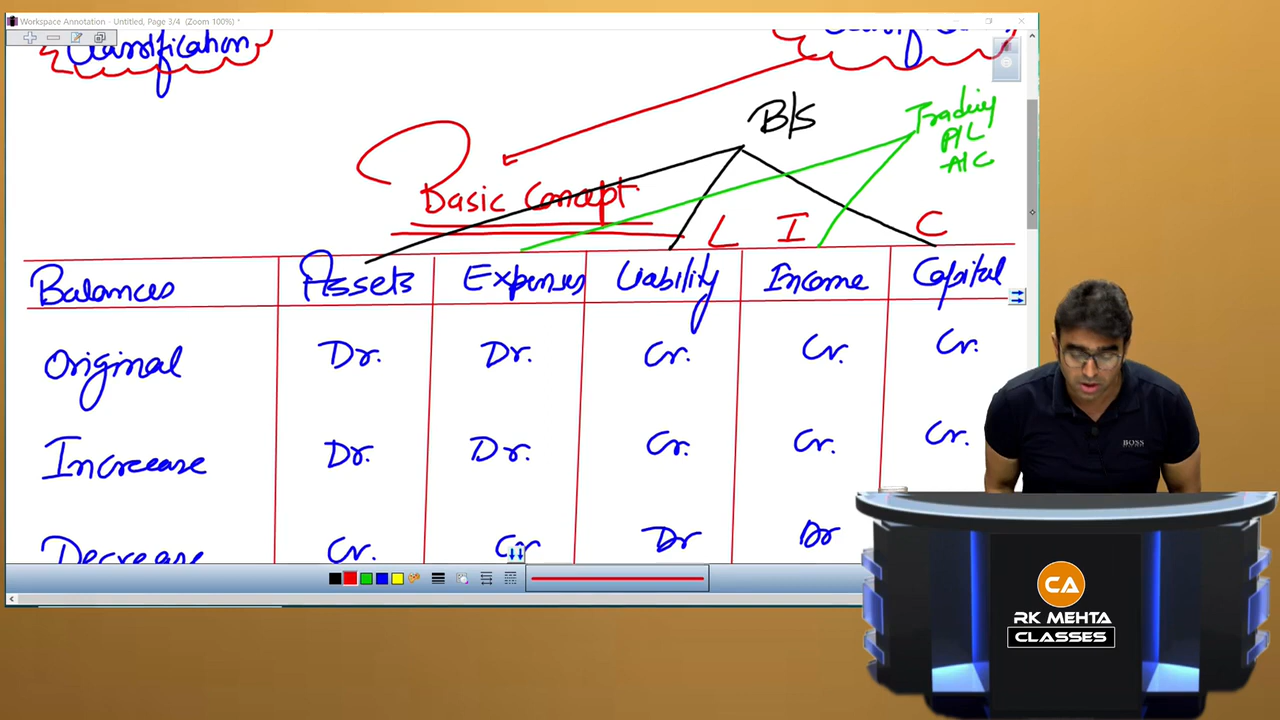 Workspace Annotation - Untitled, Page 3/4 (Zoom 100%) *
Classification
B/S
Trading
P/L
A/C
Basic Concept
L I C
Balances Assets Expenses Liability Income Capital
Original Dr. Dr. Cr. Cr. Cr.
Increase Dr. Dr. Cr. Cr. Cr.
Decrease Cr. Cr Dr Dr
BOSS
CA
RK MEHTA
CLASSES